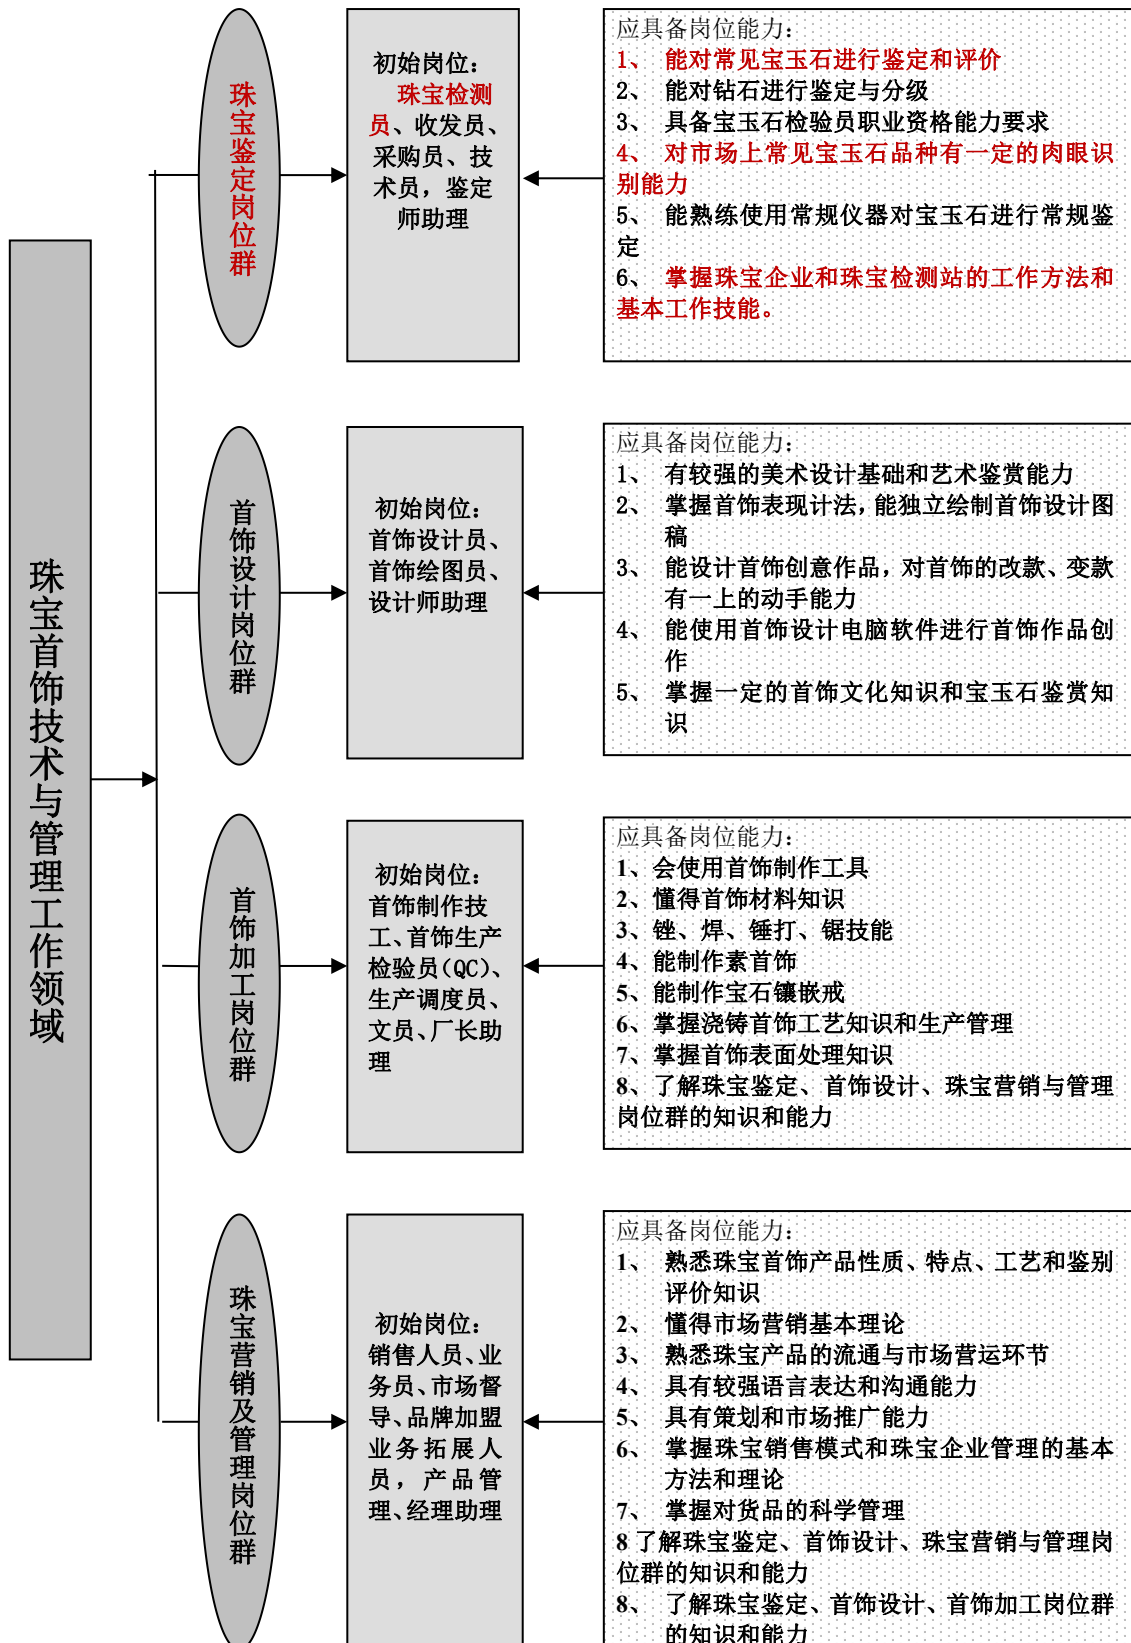 珠宝首饰技术与管理工作领域
珠宝鉴定岗位群
初始岗位：
珠宝检测
员、收发员、
采购员、技
术员，鉴定
师助理
应具备岗位能力：
1、 能对常见宝玉石进行鉴定和评价
2、 能对钻石进行鉴定与分级
3、 具备宝玉石检验员职业资格能力要求
4、 对市场上常见宝玉石品种有一定的肉眼识
别能力
5、 能熟练使用常规仪器对宝玉石进行常规鉴
定
6、 掌握珠宝企业和珠宝检测站的工作方法和
基本工作技能。
首饰设计岗位群
初始岗位：
首饰设计员、
首饰绘图员、
设计师助理
应具备岗位能力：
1、 有较强的美术设计基础和艺术鉴赏能力
2、 掌握首饰表现计法，能独立绘制首饰设计图
稿
3、 能设计首饰创意作品，对首饰的改款、变款
有一上的动手能力
4、 能使用首饰设计电脑软件进行首饰作品创
作
5、 掌握一定的首饰文化知识和宝玉石鉴赏知
识
首饰加工岗位群
初始岗位：
首饰制作技
工、首饰生产
检验员(QC)、
生产调度员、
文员、厂长助
理
应具备岗位能力：
1、会使用首饰制作工具
2、懂得首饰材料知识
3、锉、焊、锤打、锯技能
4、能制作素首饰
5、能制作宝石镶嵌戒
6、掌握浇铸首饰工艺知识和生产管理
7、掌握首饰表面处理知识
8、了解珠宝鉴定、首饰设计、珠宝营销与管理
岗位群的知识和能力
珠宝营销及管理岗位群
初始岗位：
销售人员、业
务员、市场督
导、品牌加盟
业务拓展人
员，产品管
理、经理助理
应具备岗位能力：
1、 熟悉珠宝首饰产品性质、特点、工艺和鉴别
评价知识
2、 懂得市场营销基本理论
3、 熟悉珠宝产品的流通与市场营运环节
4、 具有较强语言表达和沟通能力
5、 具有策划和市场推广能力
6、 掌握珠宝销售模式和珠宝企业管理的基本
方法和理论
7、 掌握对货品的科学管理
8 了解珠宝鉴定、首饰设计、珠宝营销与管理岗
位群的知识和能力
8、 了解珠宝鉴定、首饰设计、首饰加工岗位群
的知识和能力